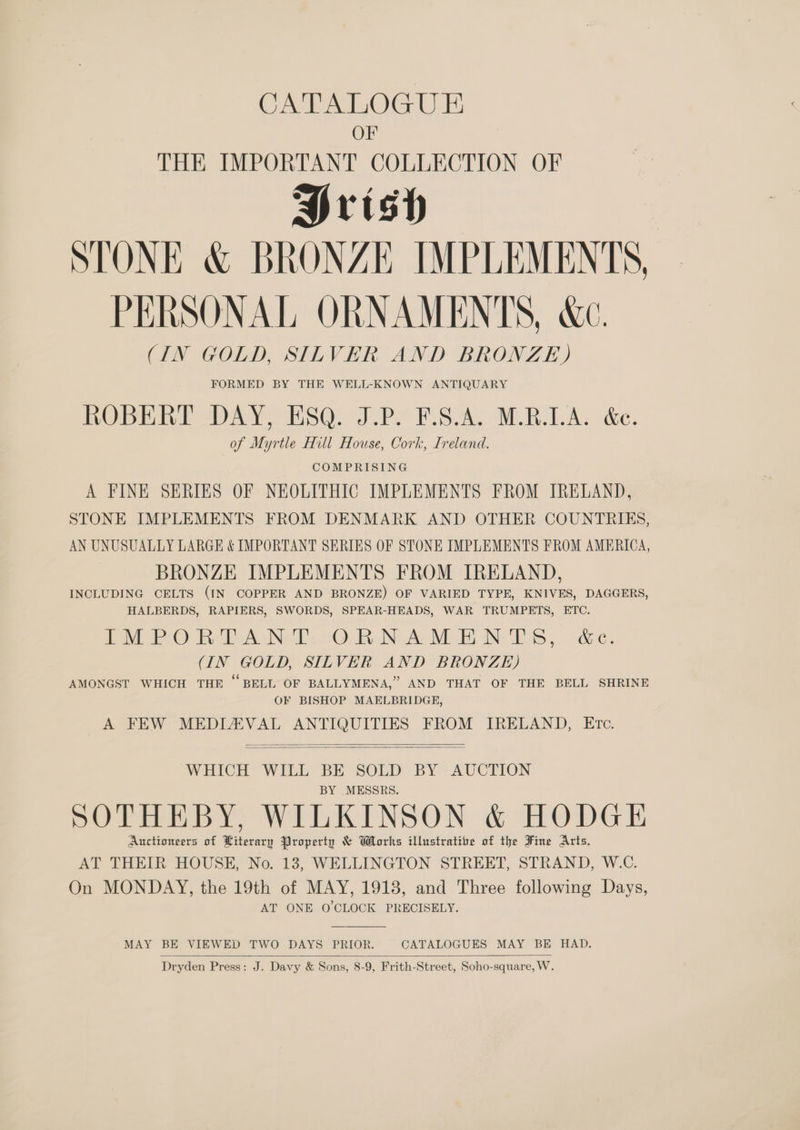 CATALOGUE
OF
THE IMPORTANT COLLECTION OF
Irish
STONE & BRONZE IMPLEMENTS,
PERSONAL ORNAMENTS, &c.
(IN GOLD, SILVER AND BRONZE)
FORMED BY THE WELL-KNOWN ANTIQUARY
ROBERT DAY, ESQ. J.P. F.S.A. M.R.I.A. &c.
of Myrtle Hill House, Cork, Ireland.
COMPRISING
A FINE SERIES OF NEOLITHIC IMPLEMENTS FROM IRELAND,
STONE IMPLEMENTS FROM DENMARK AND OTHER COUNTRIES,
AN UNUSUALLY LARGE & IMPORTANT SERIES OF STONE IMPLEMENTS FROM AMERICA,
BRONZE IMPLEMENTS FROM IRELAND,
INCLUDING CELTS (IN COPPER AND BRONZE) OF VARIED TYPE, KNIVES, DAGGERS,
HALBERDS, RAPIERS, SWORDS, SPEAR-HEADS, WAR TRUMPETS, ETC.
IMPORTANT ORNAMENTS, &c.
(IN GOLD, SILVER AND BRONZE)
AMONGST WHICH THE “BELL OF BALLYMENA,” AND THAT OF THE BELL SHRINE
OF BISHOP MAELBRIDGE,
A FEW MEDIÆVAL ANTIQUITIES FROM IRELAND, ETC.
WHICH WILL BE SOLD BY AUCTION
BY MESSRS.
SOTHEBY, WILKINSON & HODGE
Auctioneers of Literary Property & Works illustrative of the Fine Arts.
AT THEIR HOUSE, No. 13, WELLINGTON STREET, STRAND, W.C.
On MONDAY, the 19th of MAY, 1913, and Three following Days,
AT ONE O'CLOCK PRECISELY.
MAY BE VIEWED TWO DAYS PRIOR. CATALOGUES MAY BE HAD.
Dryden Press: J. Davy & Sons, 8-9, Frith-Street, Soho-square, W.